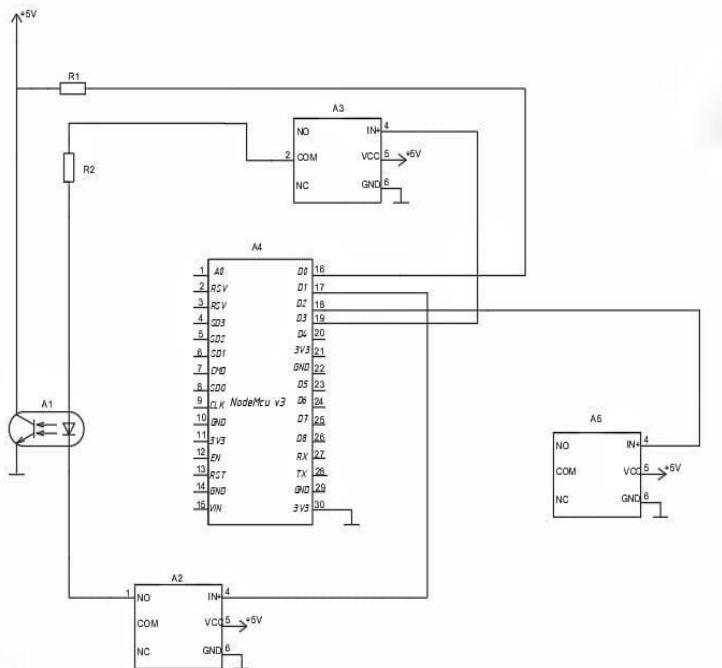 +5V
R1
A3
NO IN+ 4
2 COM VCC 5 +5V
NC GND 6
R2
A4
1 A0 D0 16
2 RSV D1 17
3 RSV D2 18
4 SD3 D3 19
5 SD2 D4 20
6 SD1 3V3 21
7 CMD GND 22
8 SD0 D5 23
9 CLK NodeMcu v3 D6 24
10 GND D7 25
11 3V3 D8 26
12 EN RX 27
13 RST TX 28
14 GND GND 29
15 VIN 3V3 30
A1
A5
NO IN+ 4
COM VCC 5 +5V
NC GND 6
A2
1 NO IN+ 4
COM VCC 5 +5V
NC GND 6